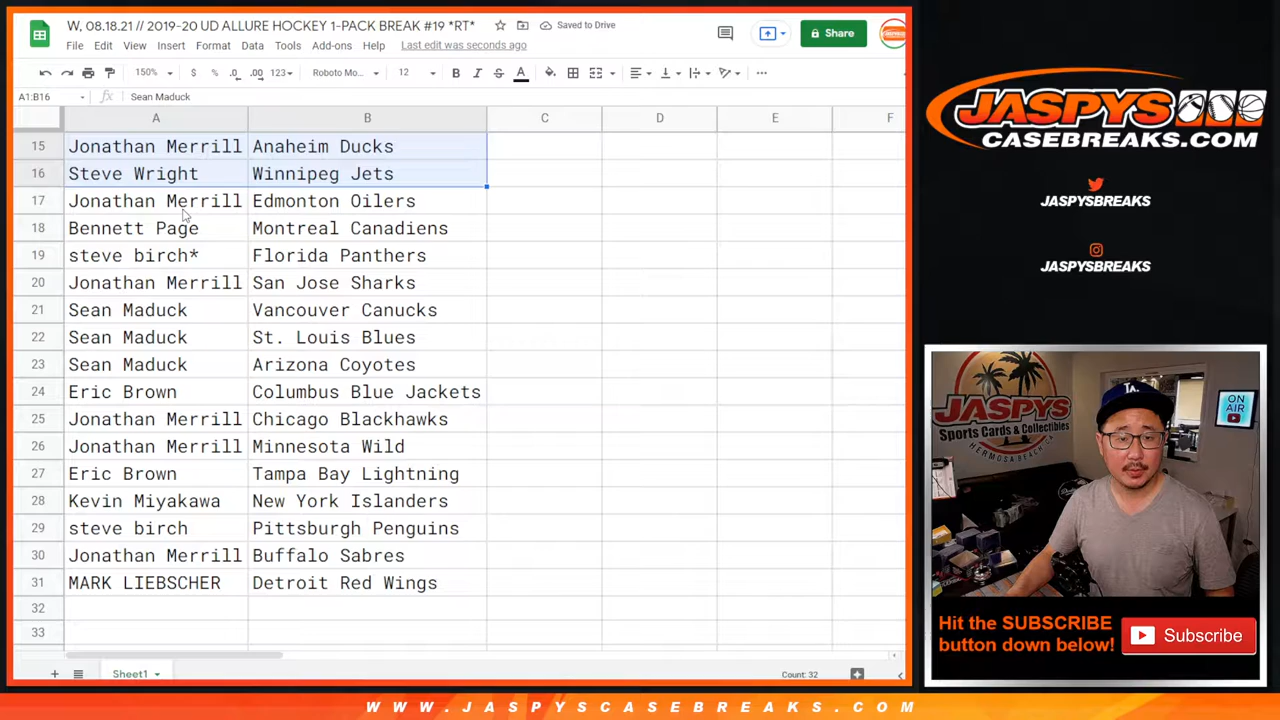 W, 08.18.21 // 2019-20 UD ALLURE HOCKEY 1-PACK BREAK #19 *RT*
Saved to Drive
File Edit View Insert Format Data Tools Add-ons Help Last edit was seconds ago
Share
150% $ % .0 .00 123 Roboto Mo... 12 B I S A
A1:B16 fx Sean Maduck
A B C D E F
15 Jonathan Merrill Anaheim Ducks
16 Steve Wright Winnipeg Jets
17 Jonathan Merrill Edmonton Oilers
18 Bennett Page Montreal Canadiens
19 steve birch* Florida Panthers
20 Jonathan Merrill San Jose Sharks
21 Sean Maduck Vancouver Canucks
22 Sean Maduck St. Louis Blues
23 Sean Maduck Arizona Coyotes
24 Eric Brown Columbus Blue Jackets
25 Jonathan Merrill Chicago Blackhawks
26 Jonathan Merrill Minnesota Wild
27 Eric Brown Tampa Bay Lightning
28 Kevin Miyakawa New York Islanders
29 steve birch Pittsburgh Penguins
30 Jonathan Merrill Buffalo Sabres
31 MARK LIEBSCHER Detroit Red Wings
32
33
Sheet1
Count: 32
JASPYS
CASEBREAKS.COM
JASPYSBREAKS
JASPYSBREAKS
JASPYS
Sports Cards & Collectibles
HERMOSA BEACH CA
ON
AIR
Hit the SUBSCRIBE
button down below!
Subscribe
WWW.JASPYSCASEBREAKS.COM